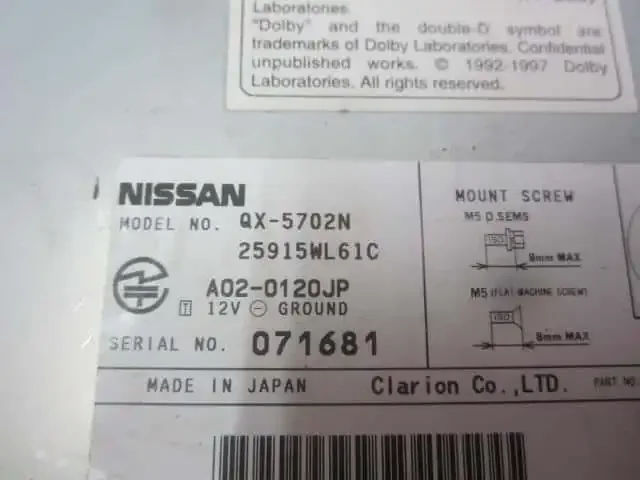 Laboratories.
"Dolby" and the double-D symbol are
trademarks of Dolby Laboratories. Confidential
unpublished works. © 1992-1997 Dolby
Laboratories. All rights reserved.
NISSAN
MODEL NO. QX-5702N
25915WL61C
A02-0120JP
12V ⊖ GROUND
SERIAL NO. 071681
MOUNT SCREW
M5 D.SEMS
ISO
8mm MAX
M5 (FLAT MACHINE SCREW)
ISO
8mm MAX
MADE IN JAPAN Clarion Co.,LTD. PART NO.